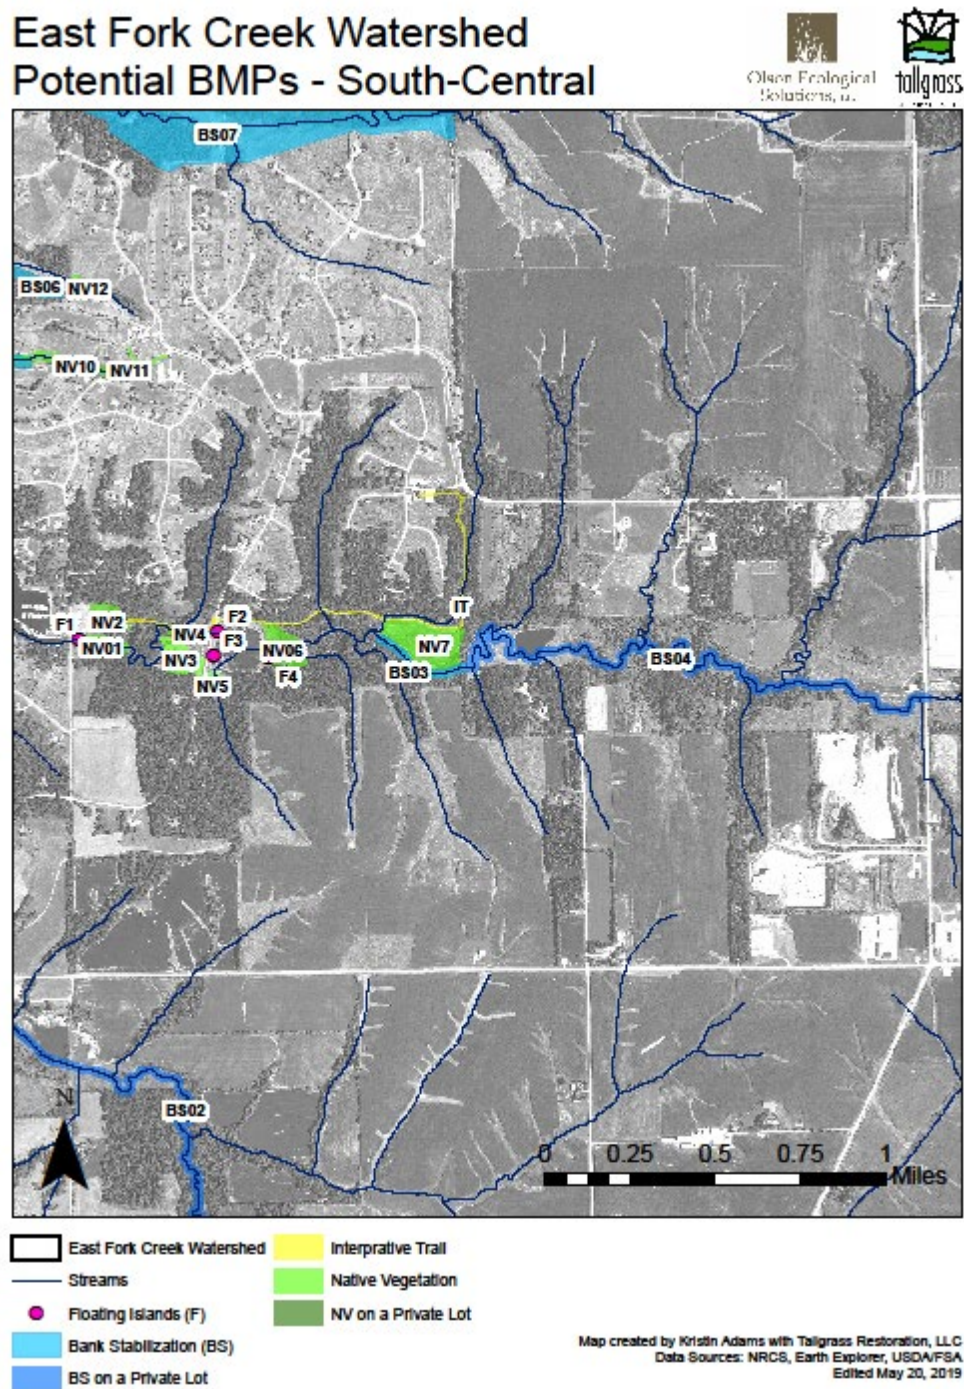 East Fork Creek Watershed
Potential BMPs - South-Central
Olson Ecological
Solutions,
tallgrass
BS07
BS06 NV12
NV10 NV11
IT
F1 NV2 F2
NV4 F3
NV01 NV3 NV06 NV7
NV5 F4 BS03 BS04
N
BS02
0 0.25 0.5 0.75 1
Miles
East Fork Creek Watershed
Streams
Floating Islands (F)
Bank Stabilization (BS)
BS on a Private Lot
Interprative Trail
Native Vegetation
NV on a Private Lot
Map created by Kristin Adams with Tallgrass Restoration, LLC
Data Sources: NRCS, Earth Explorer, USDA/FSA
Edited May 20, 2019